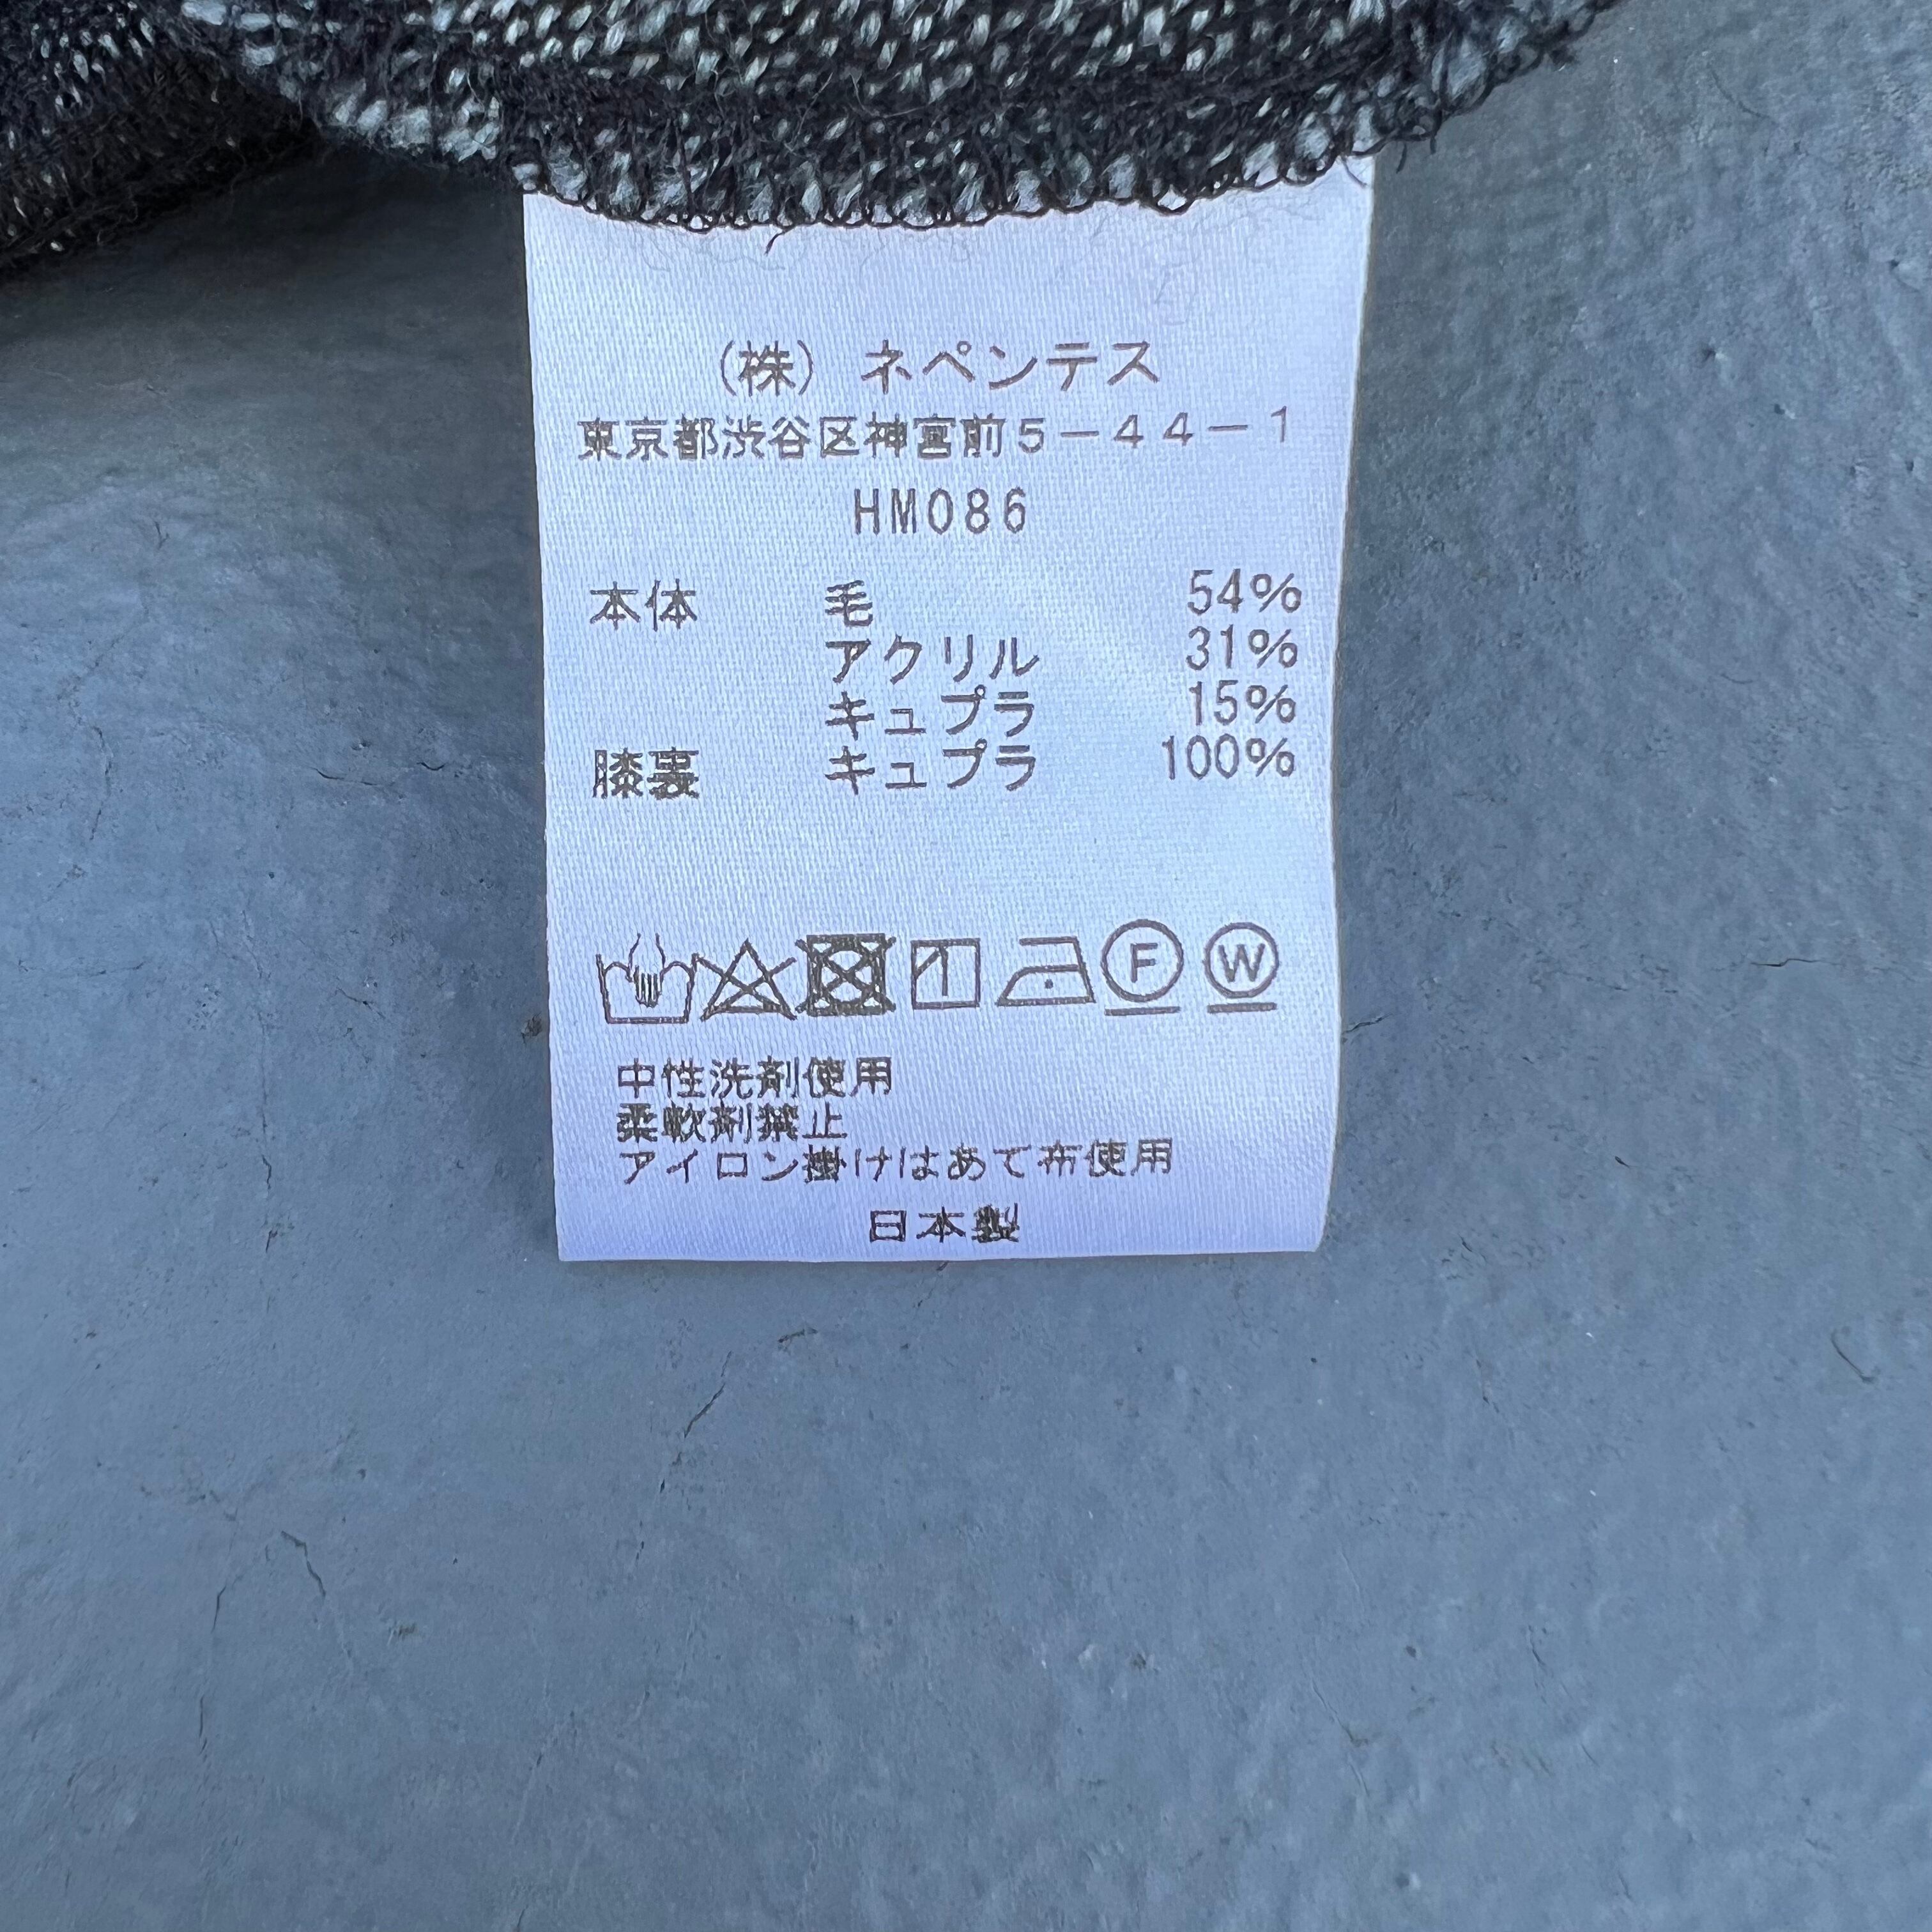 (株) ネペンテス
東京都渋谷区神宮前5-44-1
HM086
本体 毛 54%
アクリル 31%
キュプラ 15%
膝裏 キュプラ 100%
F W
中性洗剤使用
柔軟剤禁止
アイロン掛けはあて布使用
日本製